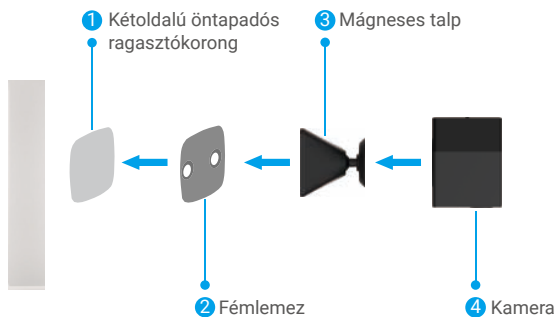 1 Kétoldalú öntapadós
ragasztókorong
3 Mágneses talp
2 Fémlemez
4 Kamera